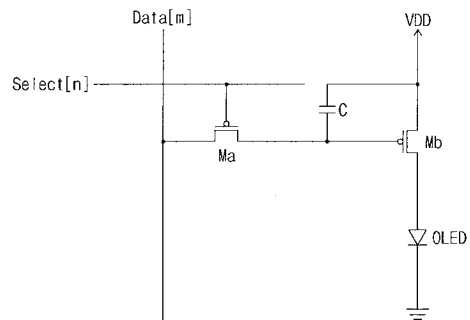 Data[m]
VDD
Select[n]
C
Ma
Mb
OLED